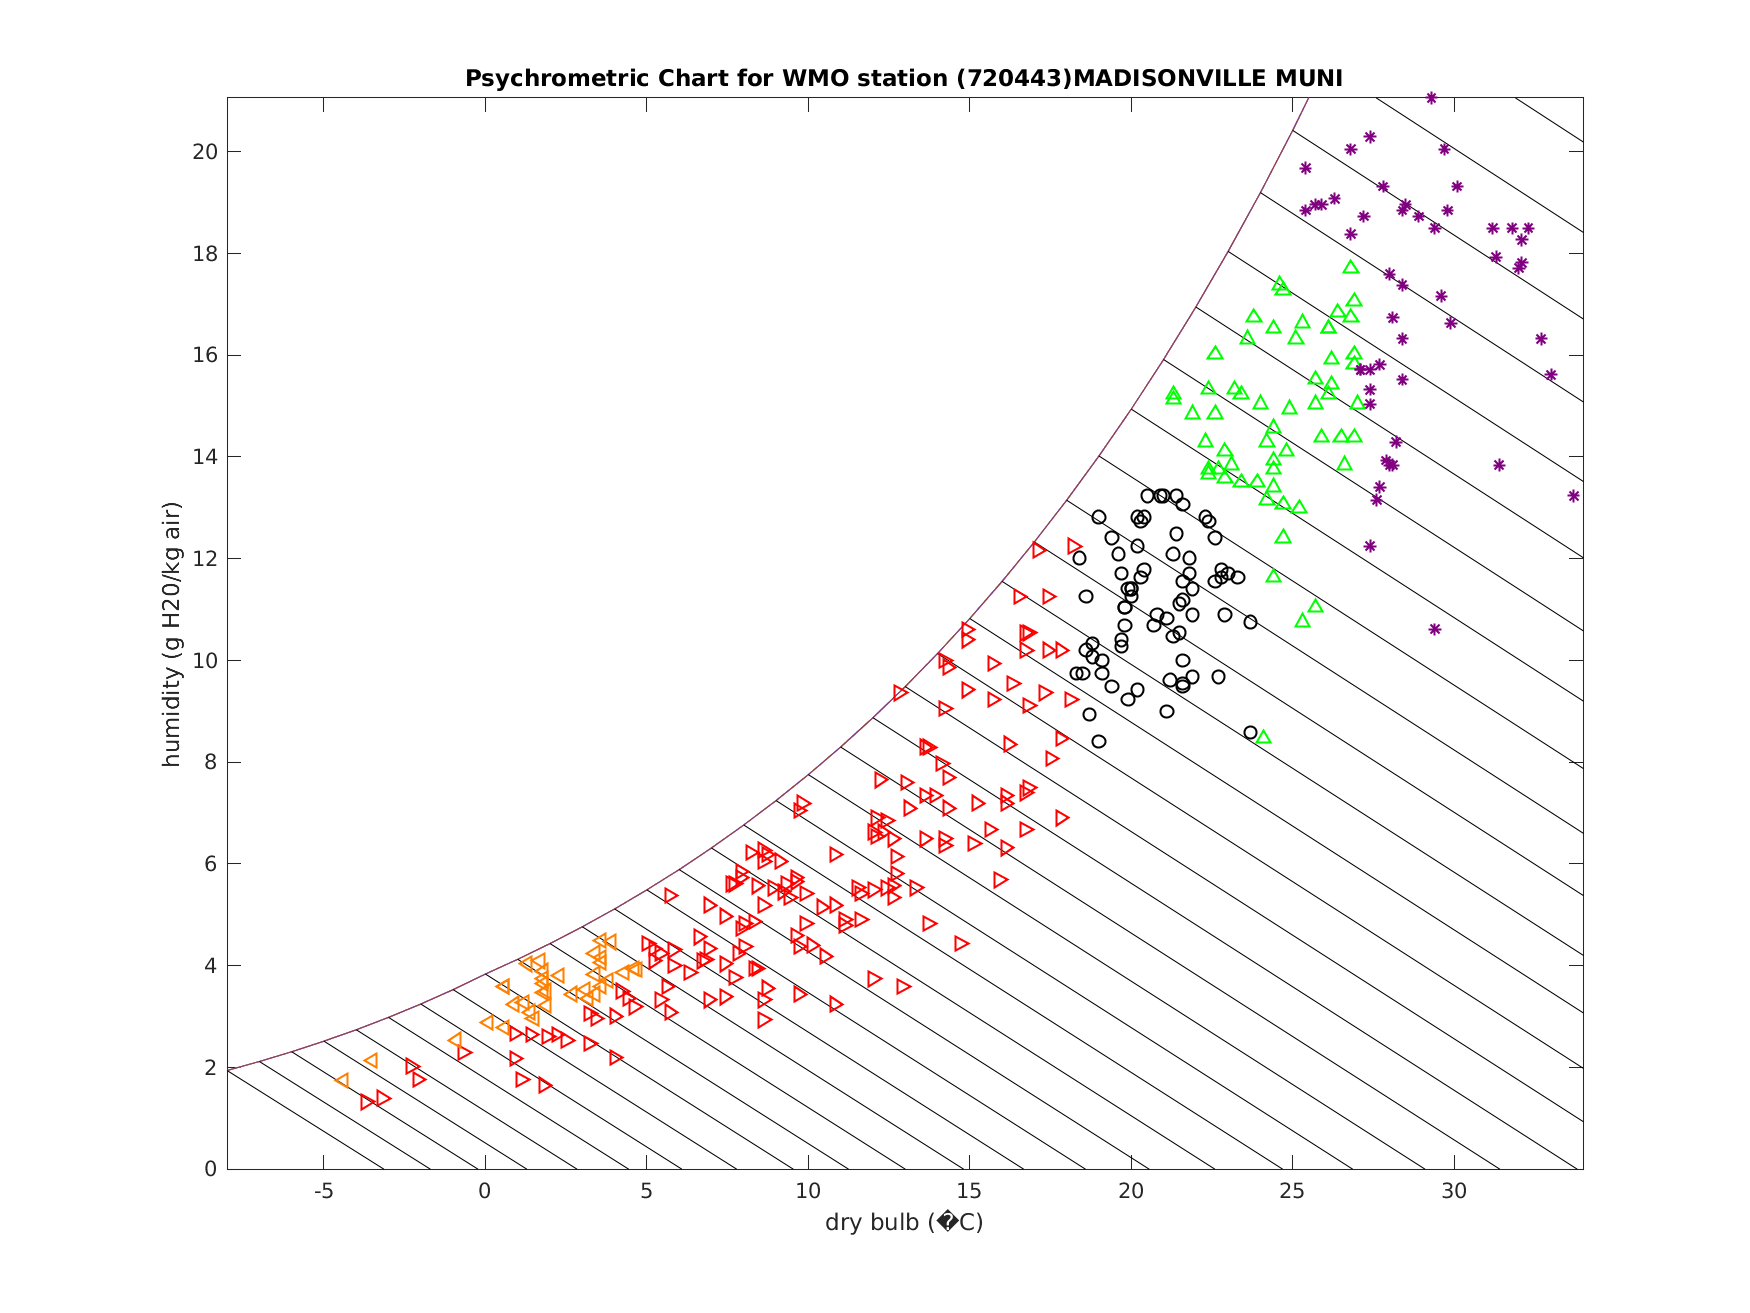 Psychrometric Chart for WMO station (720443)MADISONVILLE MUNI
humidity (g H20/kg air)
20
18
16
14
12
10
8
6
4
2
0
-5 0 5 10 15 20 25 30
dry bulb (�C)